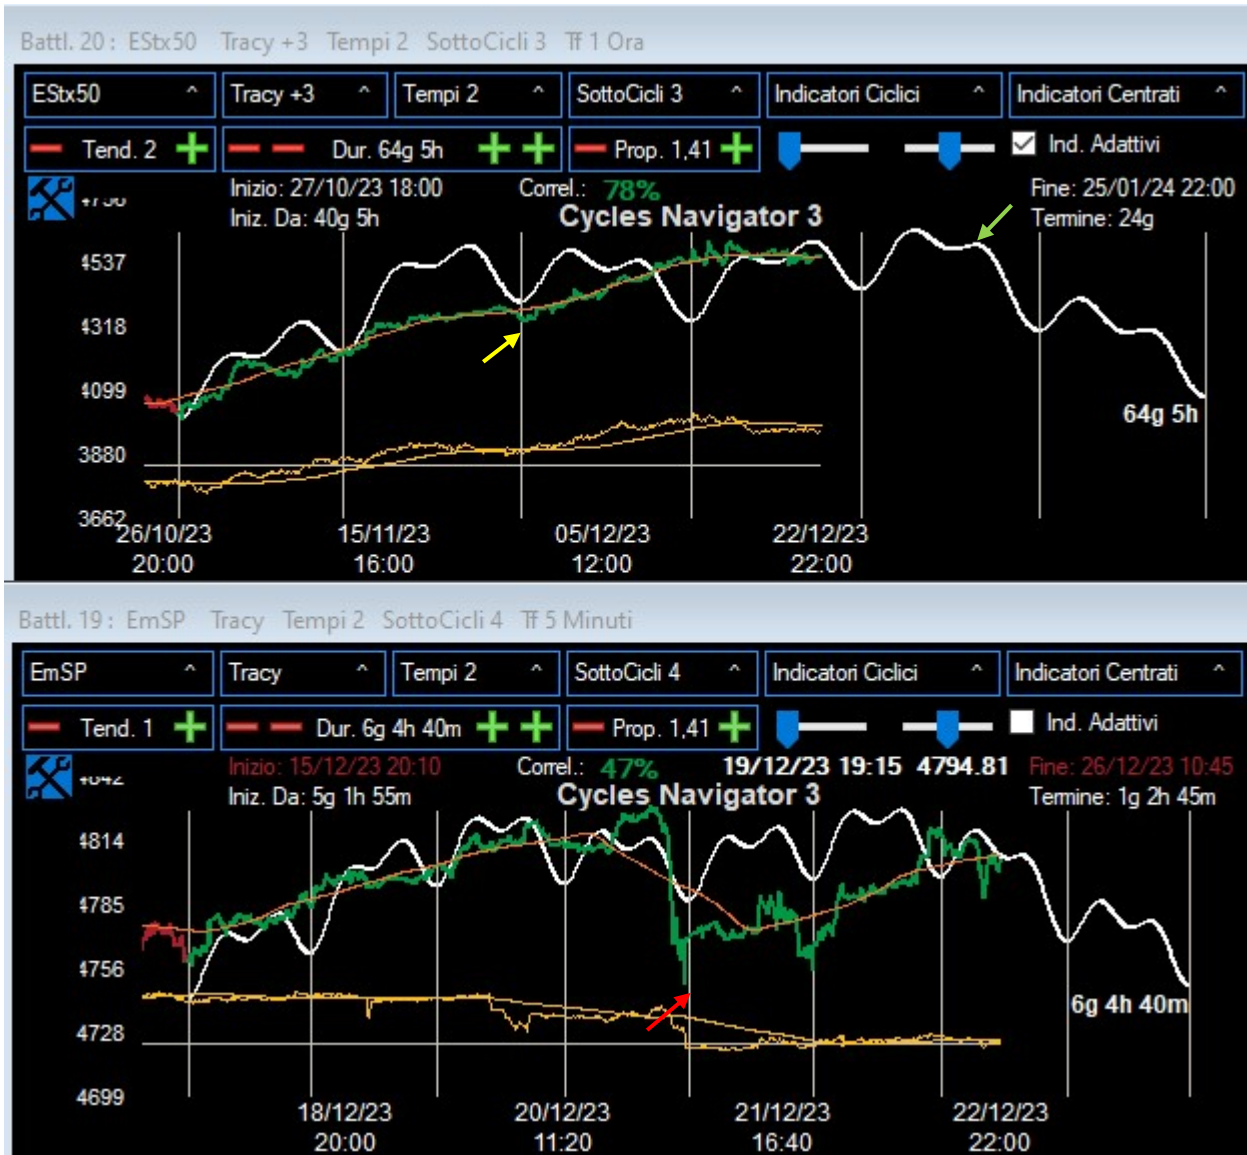 Battl. 20 : EStx50 Tracy +3 Tempi 2 SottoCicli 3 Tf 1 Ora
EStx50 ^ Tracy +3 ^ Tempi 2 ^ SottoCicli 3 ^ Indicatori Ciclici ^ Indicatori Centrati ^
Tend. 2 Dur. 64g 5h Prop. 1,41 Ind. Adattivi
Inizio: 27/10/23 18:00 Correl.: 78% Fine: 25/01/24 22:00
Iniz. Da: 40g 5h Cycles Navigator 3 Termine: 24g
4537
4318
4099
64g 5h
3880
3662
26/10/23 15/11/23 05/12/23 22/12/23
20:00 16:00 12:00 22:00
Battl. 19 : EmSP Tracy Tempi 2 SottoCicli 4 Tf 5 Minuti
EmSP ^ Tracy ^ Tempi 2 ^ SottoCicli 4 ^ Indicatori Ciclici ^ Indicatori Centrati ^
Tend. 1 Dur. 6g 4h 40m Prop. 1,41 Ind. Adattivi
Inizio: 15/12/23 20:10 Correl.: 47% 19/12/23 19:15 4794.81 Fine: 26/12/23 10:45
Iniz. Da: 5g 1h 55m Cycles Navigator 3 Termine: 1g 2h 45m
4814
4785
4756
6g 4h 40m
4728
4699
18/12/23 20/12/23 21/12/23 22/12/23
20:00 11:20 16:40 22:00